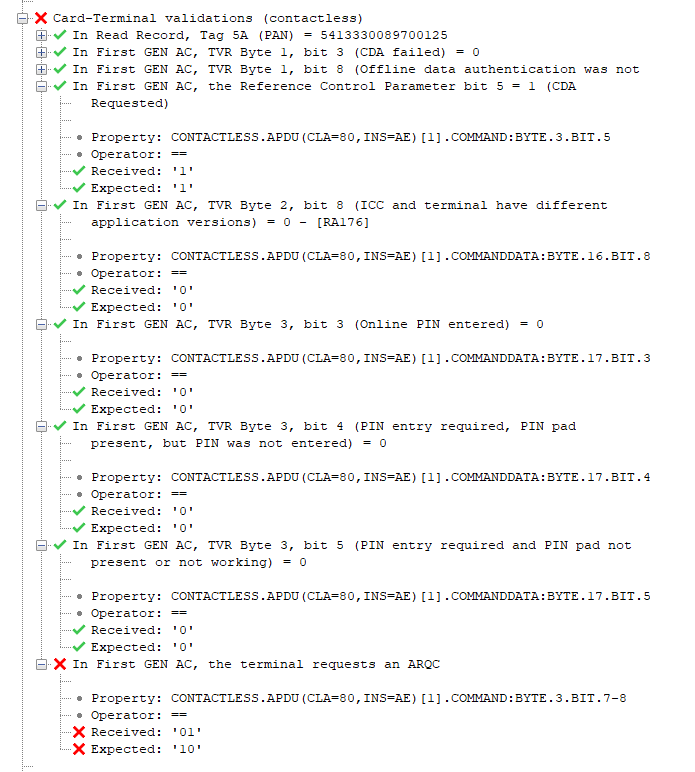 Card-Terminal validations (contactless)
In Read Record, Tag 5A (PAN) = 5413330089700125
In First GEN AC, TVR Byte 1, bit 3 (CDA failed) = 0
In First GEN AC, TVR Byte 1, bit 8 (Offline data authentication was not
In First GEN AC, the Reference Control Parameter bit 5 = 1 (CDA
Requested)
Property: CONTACTLESS.APDU(CLA=80,INS=AE)[1].COMMAND:BYTE.3.BIT.5
Operator: ==
Received: '1'
Expected: '1'
In First GEN AC, TVR Byte 2, bit 8 (ICC and terminal have different
application versions) = 0 - [RA176]
Property: CONTACTLESS.APDU(CLA=80,INS=AE)[1].COMMANDDATA:BYTE.16.BIT.8
Operator: ==
Received: '0'
Expected: '0'
In First GEN AC, TVR Byte 3, bit 3 (Online PIN entered) = 0
Property: CONTACTLESS.APDU(CLA=80,INS=AE)[1].COMMANDDATA:BYTE.17.BIT.3
Operator: ==
Received: '0'
Expected: '0'
In First GEN AC, TVR Byte 3, bit 4 (PIN entry required, PIN pad
present, but PIN was not entered) = 0
Property: CONTACTLESS.APDU(CLA=80,INS=AE)[1].COMMANDDATA:BYTE.17.BIT.4
Operator: ==
Received: '0'
Expected: '0'
In First GEN AC, TVR Byte 3, bit 5 (PIN entry required and PIN pad not
present or not working) = 0
Property: CONTACTLESS.APDU(CLA=80,INS=AE)[1].COMMANDDATA:BYTE.17.BIT.5
Operator: ==
Received: '0'
Expected: '0'
In First GEN AC, the terminal requests an ARQC
Property: CONTACTLESS.APDU(CLA=80,INS=AE)[1].COMMAND:BYTE.3.BIT.7-8
Operator: ==
Received: '01'
Expected: '10'